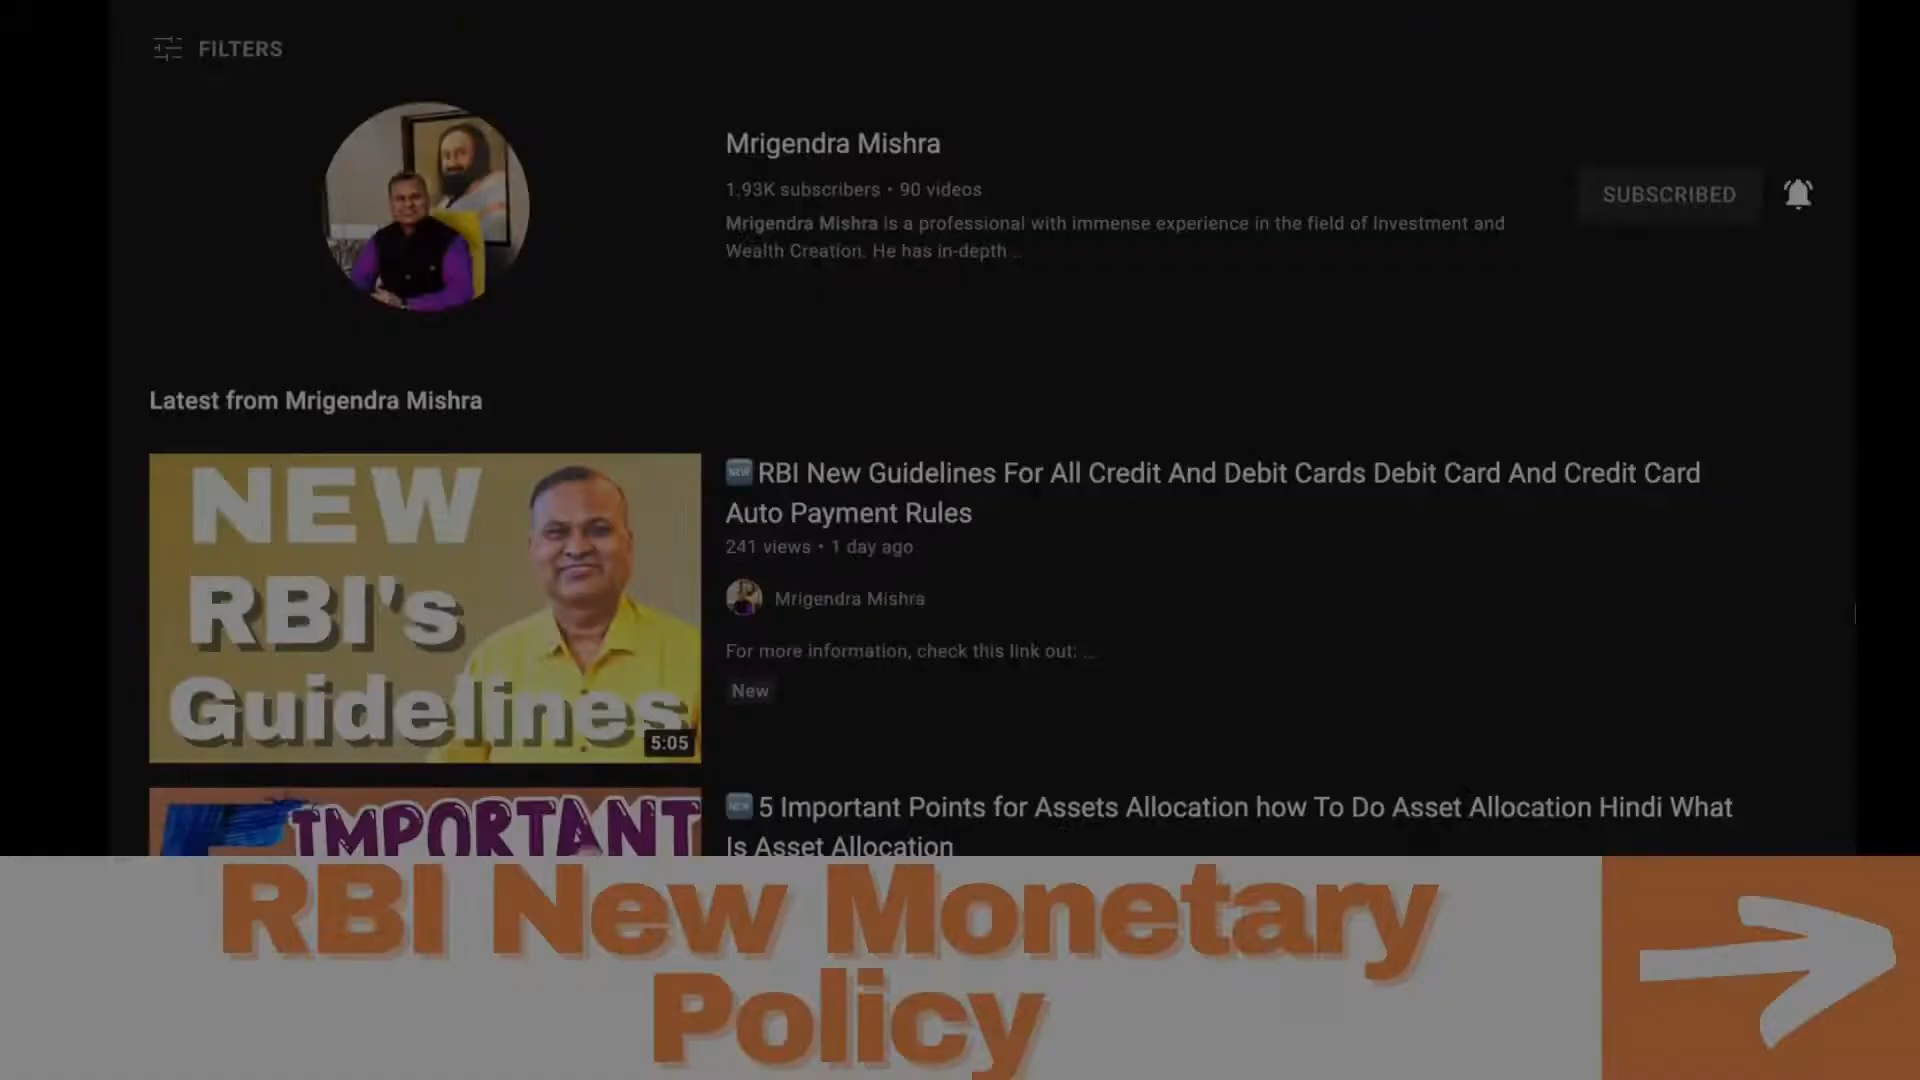 FILTERS
Mrigendra Mishra
1.93K subscribers • 90 videos
SUBSCRIBED
Mrigendra Mishra is a professional with immense experience in the field of Investment and
Wealth Creation. He has in-depth ...
Latest from Mrigendra Mishra
NEW
RBI's
Guidelines
5:05
🆕 RBI New Guidelines For All Credit And Debit Cards Debit Card And Credit Card
Auto Payment Rules
241 views • 1 day ago
Mrigendra Mishra
For more information, check this link out: ...
New
IMPORTANT
🆕 5 Important Points for Assets Allocation how To Do Asset Allocation Hindi What
Is Asset Allocation
RBI New Monetary
Policy